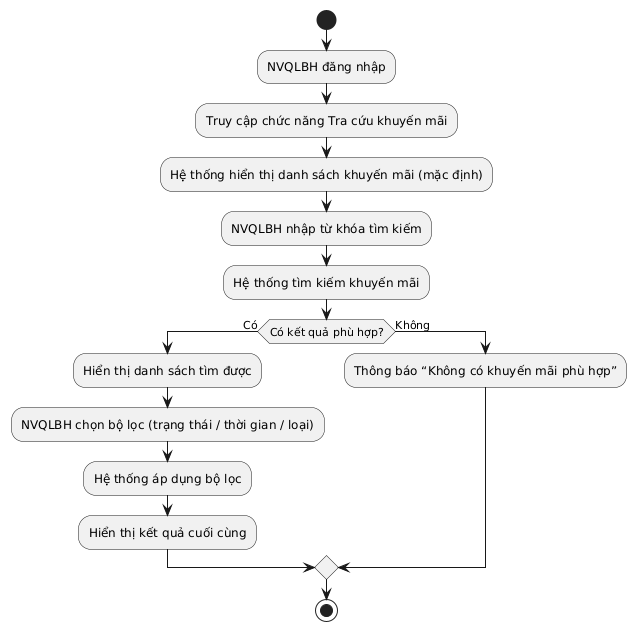 NVQLBH đăng nhập
Truy cập chức năng Tra cứu khuyến mãi
Hệ thống hiển thị danh sách khuyến mãi (mặc định)
NVQLBH nhập từ khóa tìm kiếm
Hệ thống tìm kiếm khuyến mãi
Có kết quả phù hợp?
Có
Không
Hiển thị danh sách tìm được
NVQLBH chọn bộ lọc (trạng thái / thời gian / loại)
Hệ thống áp dụng bộ lọc
Hiển thị kết quả cuối cùng
Thông báo “Không có khuyến mãi phù hợp”